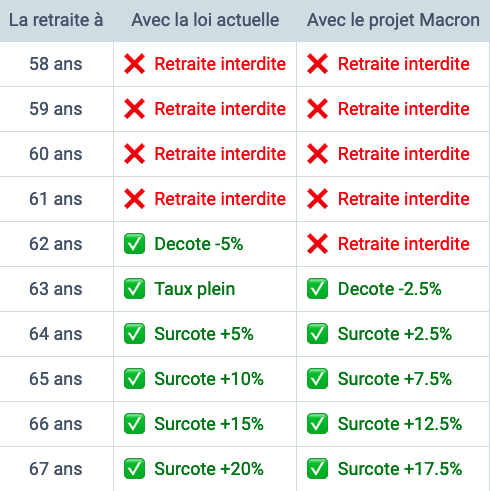 La retraite à Avec la loi actuelle Avec le projet Macron
58 ans ❌ Retraite interdite ❌ Retraite interdite
59 ans ❌ Retraite interdite ❌ Retraite interdite
60 ans ❌ Retraite interdite ❌ Retraite interdite
61 ans ❌ Retraite interdite ❌ Retraite interdite
62 ans ✅ Decote -5% ❌ Retraite interdite
63 ans ✅ Taux plein ✅ Decote -2.5%
64 ans ✅ Surcote +5% ✅ Surcote +2.5%
65 ans ✅ Surcote +10% ✅ Surcote +7.5%
66 ans ✅ Surcote +15% ✅ Surcote +12.5%
67 ans ✅ Surcote +20% ✅ Surcote +17.5%